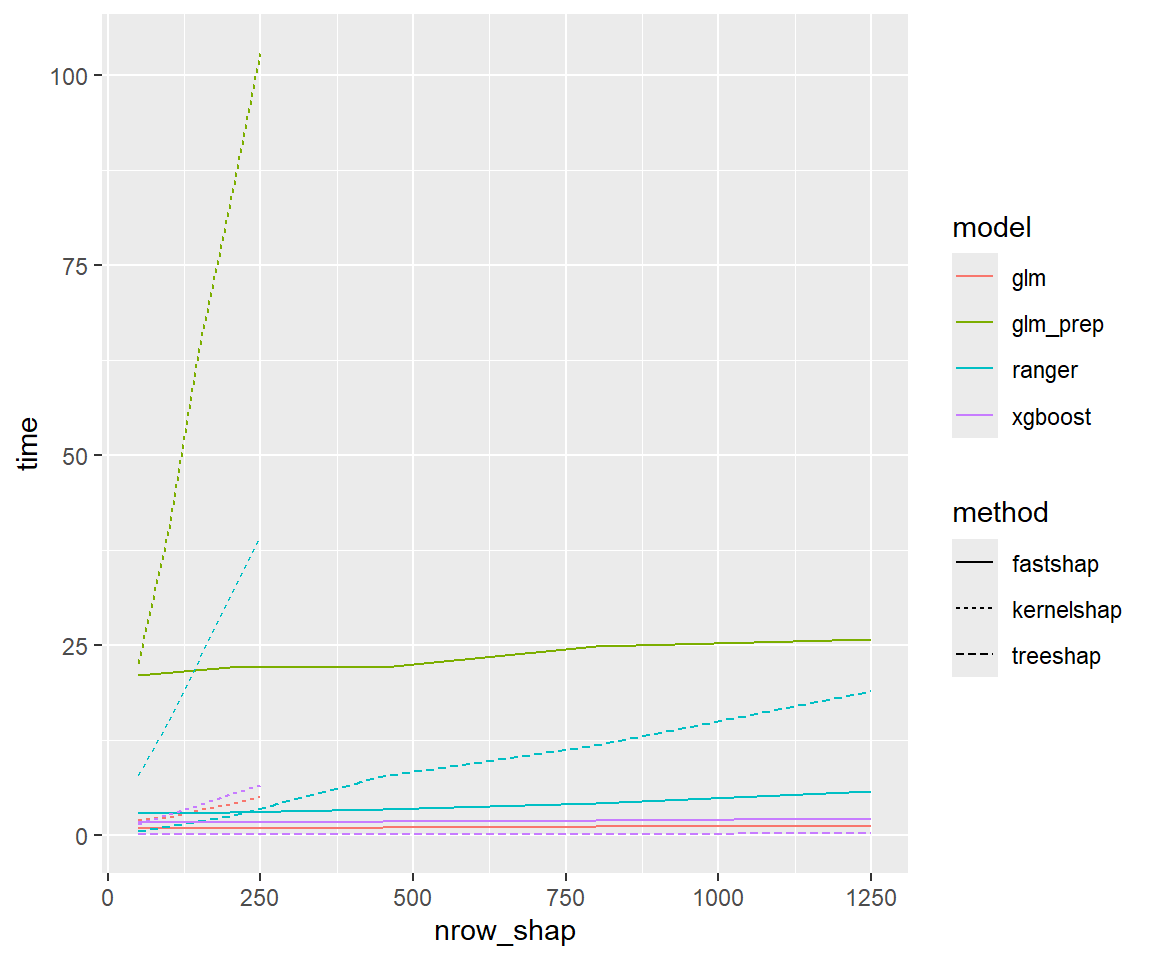 time
100
75
50
25
0
0 250 500 750 1000 1250
nrow_shap
model
glm
glm_prep
ranger
xgboost
method
fastshap
kernelshap
treeshap